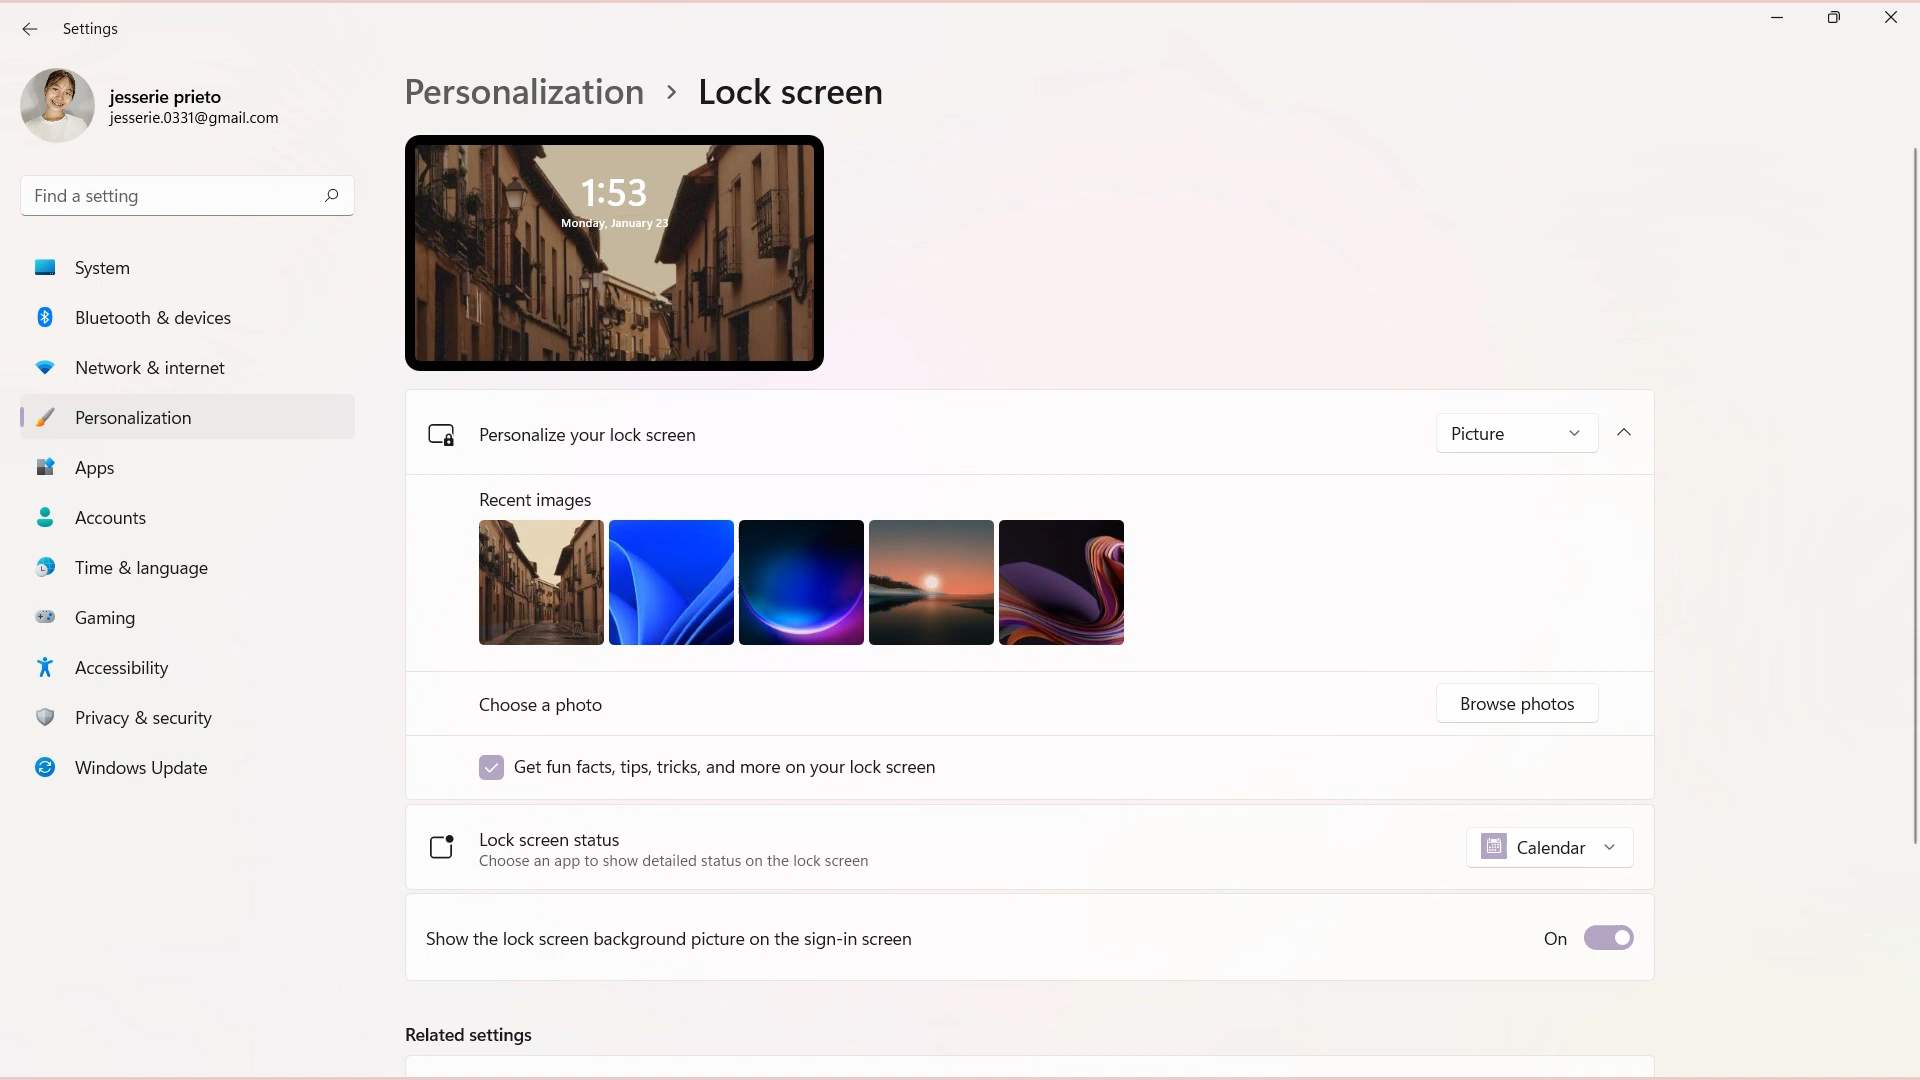 Settings
jesserie prieto
jesserie.0331@gmail.com
Find a setting
System
Bluetooth & devices
Network & internet
Personalization
Apps
Accounts
Time & language
Gaming
Accessibility
Privacy & security
Windows Update
Personalization > Lock screen
1:53
Monday, January 23
Personalize your lock screen
Picture
Recent images
Choose a photo
Browse photos
Get fun facts, tips, tricks, and more on your lock screen
Lock screen status
Choose an app to show detailed status on the lock screen
Calendar
Show the lock screen background picture on the sign-in screen
On
Related settings